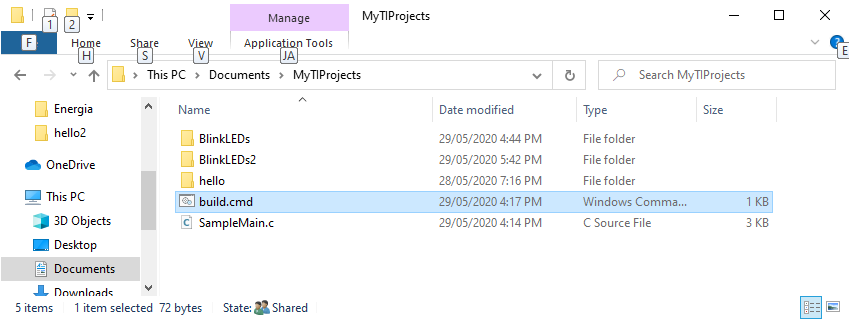 1 2 Manage MyTIProjects
F Home Share View Application Tools
H S V JA E
This PC Documents MyTIProjects Search MyTIProjects
Name Date modified Type Size
Energia
hello2
OneDrive
This PC
3D Objects
Desktop
Documents
Downloads
BlinkLEDs 29/05/2020 4:44 PM File folder
BlinkLEDs2 29/05/2020 5:42 PM File folder
hello 28/05/2020 7:16 PM File folder
build.cmd 29/05/2020 4:17 PM Windows Comma... 1 KB
SampleMain.c 29/05/2020 4:14 PM C Source File 3 KB
5 items 1 item selected 72 bytes State: Shared